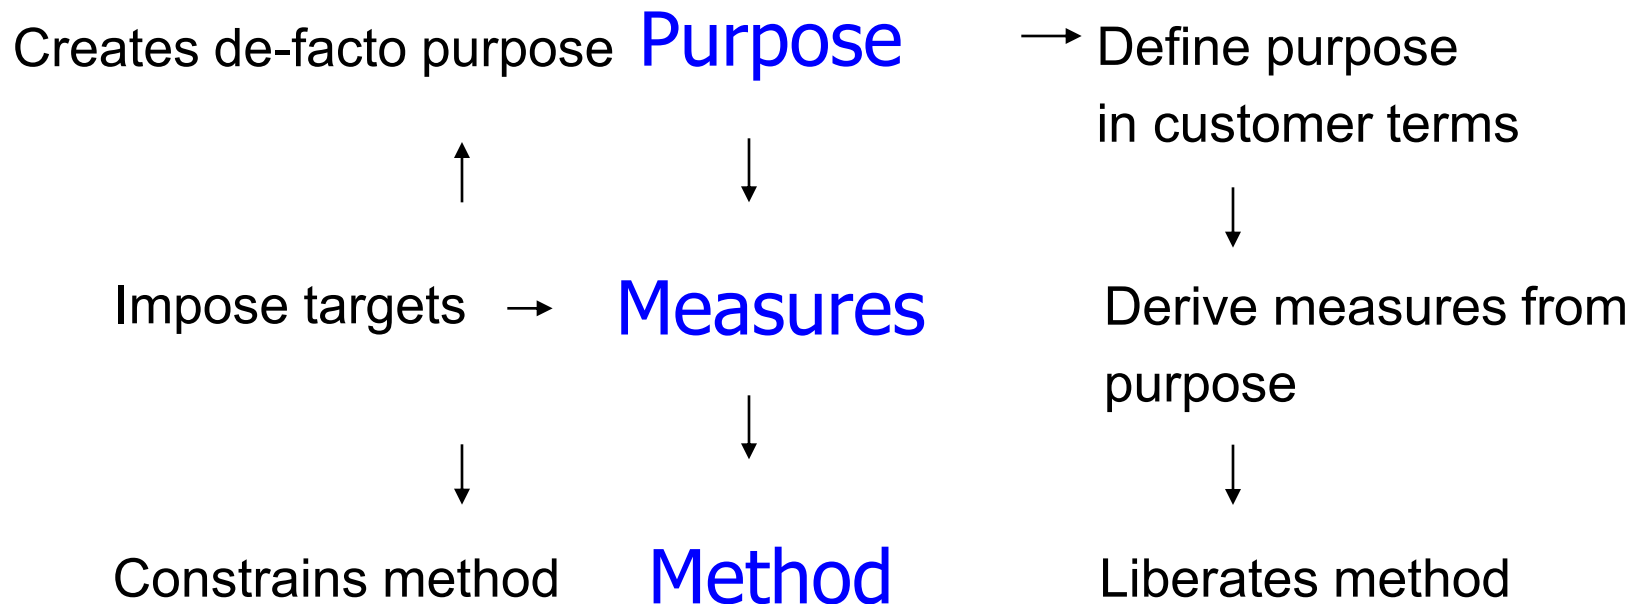 Creates de-facto purpose
Purpose
Define purpose
in customer terms
Impose targets
Measures
Derive measures from
purpose
Constrains method
Method
Liberates method